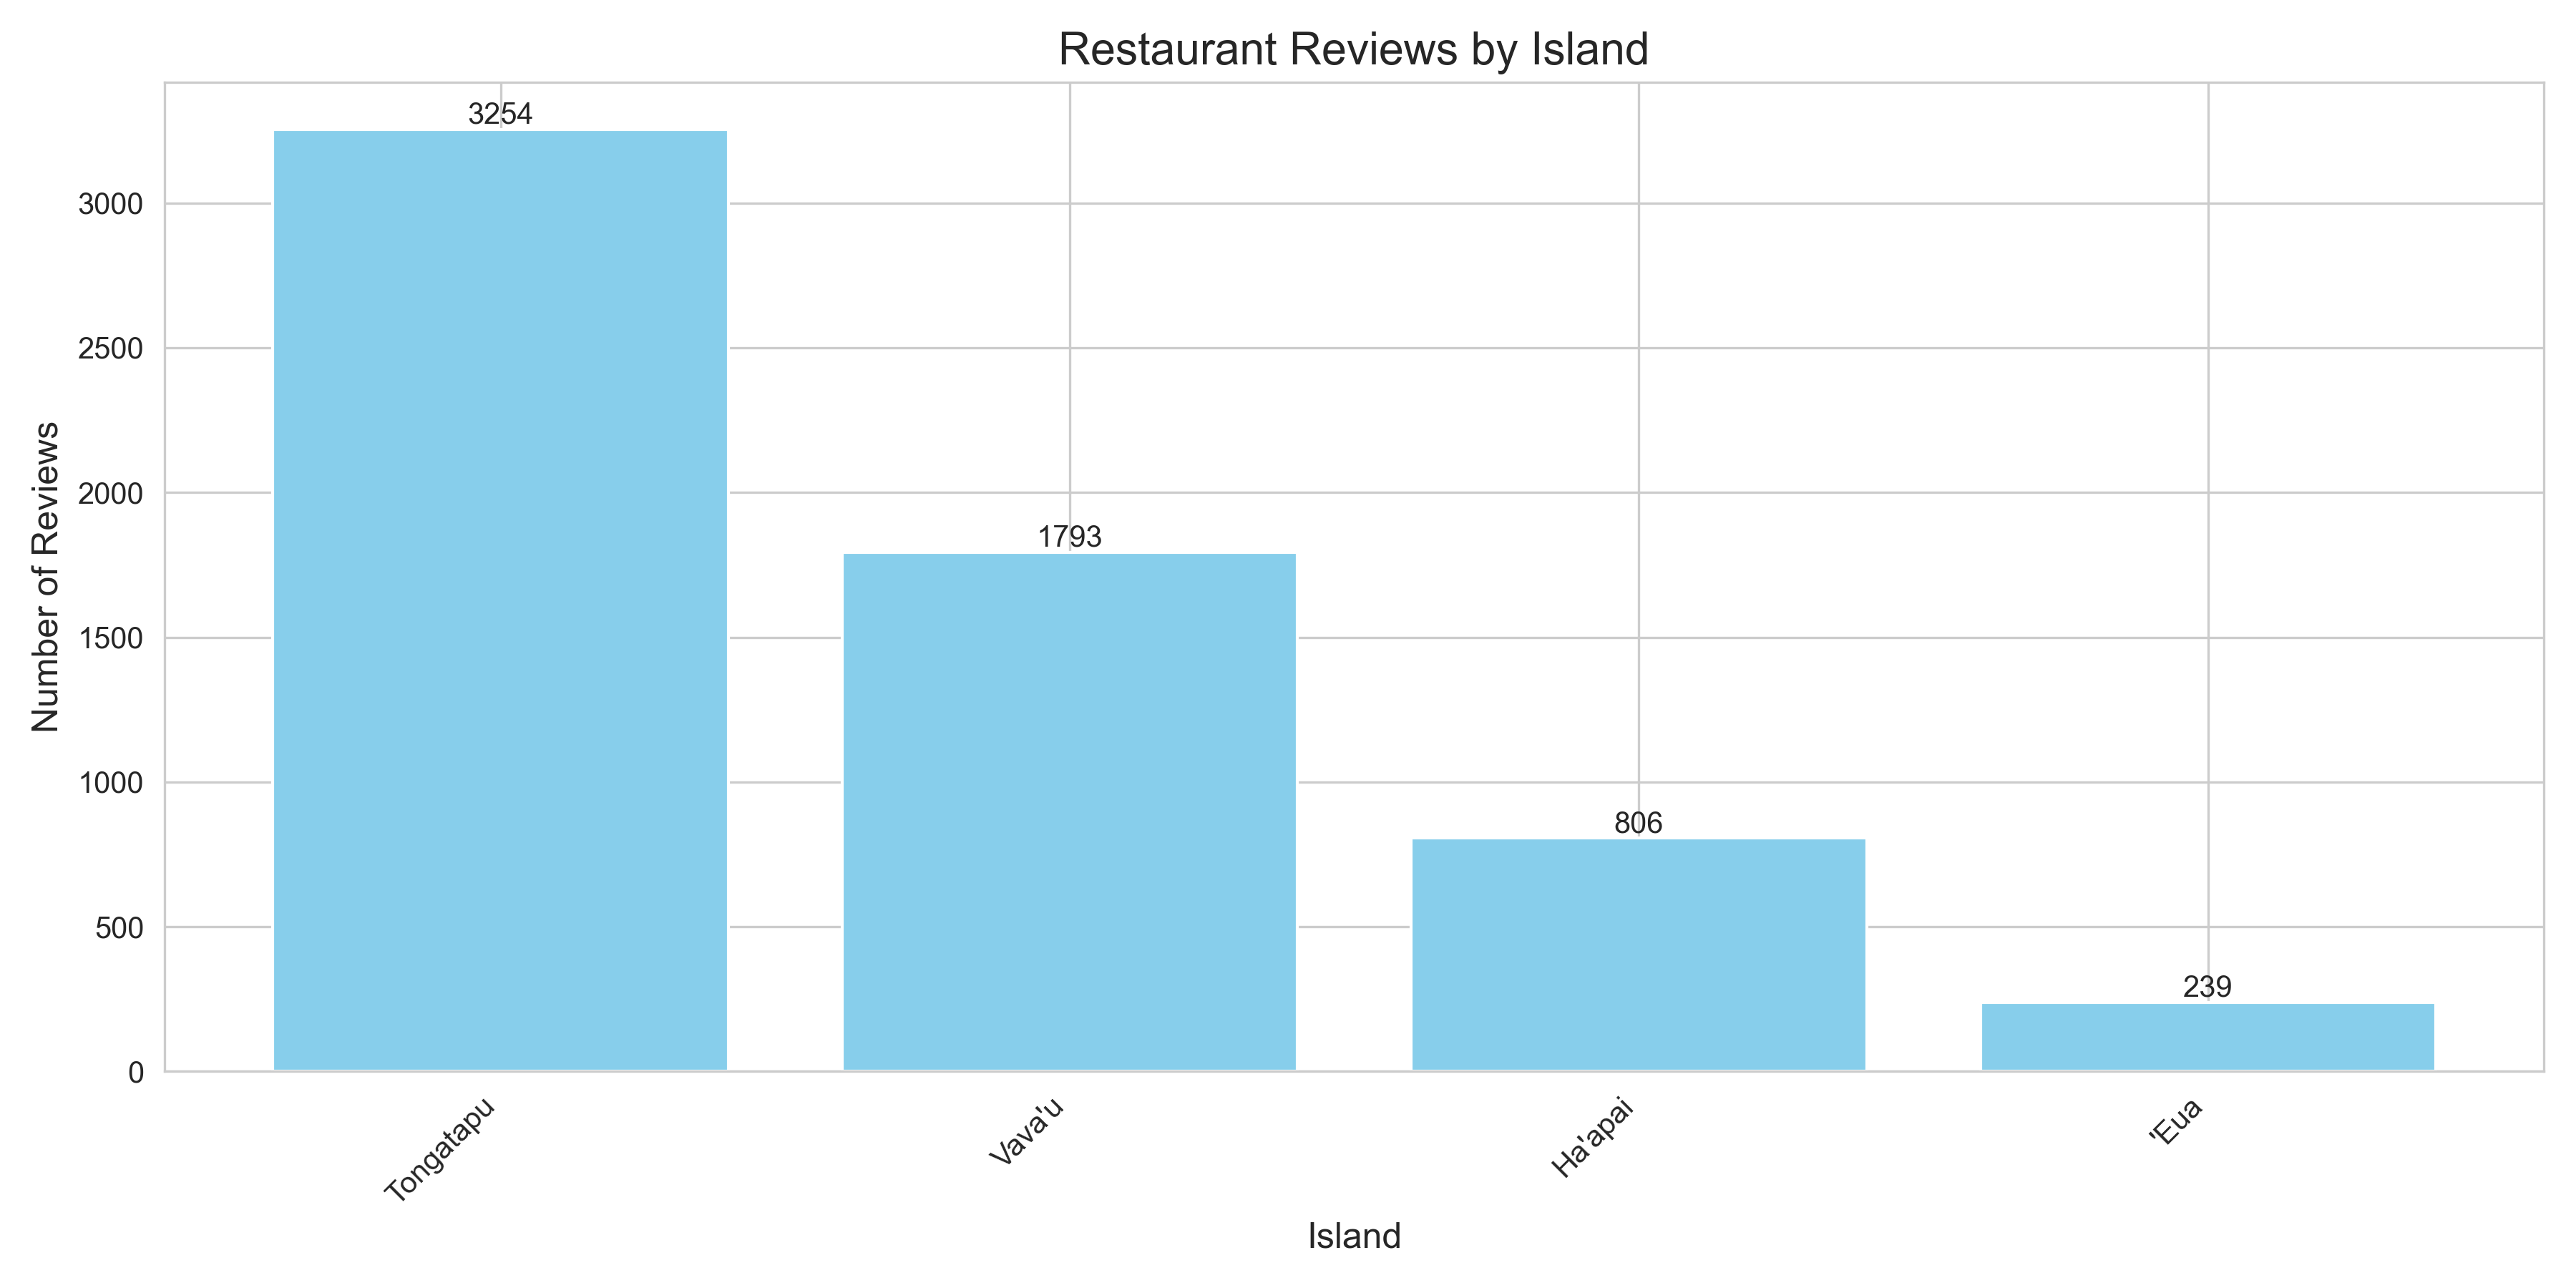 Restaurant Reviews by Island
3254
3000
2500
2000
1793
1500
1000
806
500
239
0
Number of Reviews
Tongatapu
Vava'u
Ha'apai
'Eua
Island